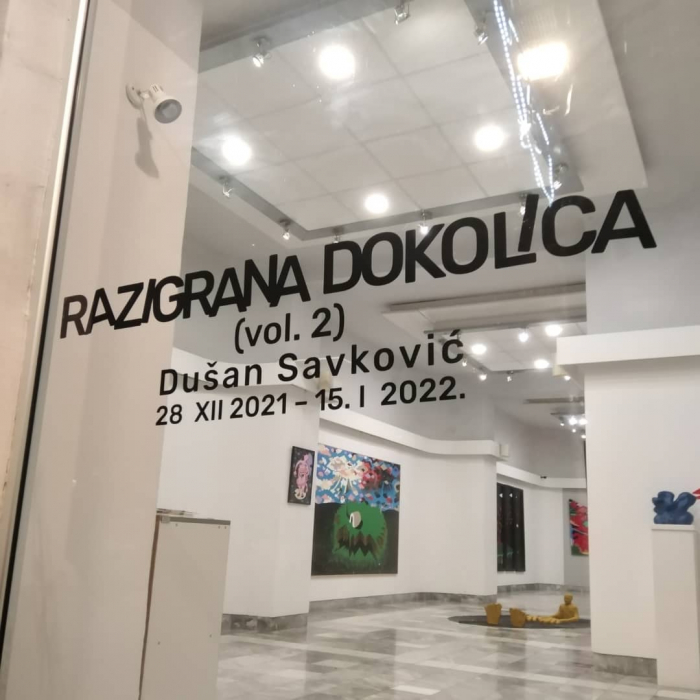 RAZIGRANA DOKOLICA
(vol. 2)
Dušan Savković
28 XII 2021 – 15. I 2022.